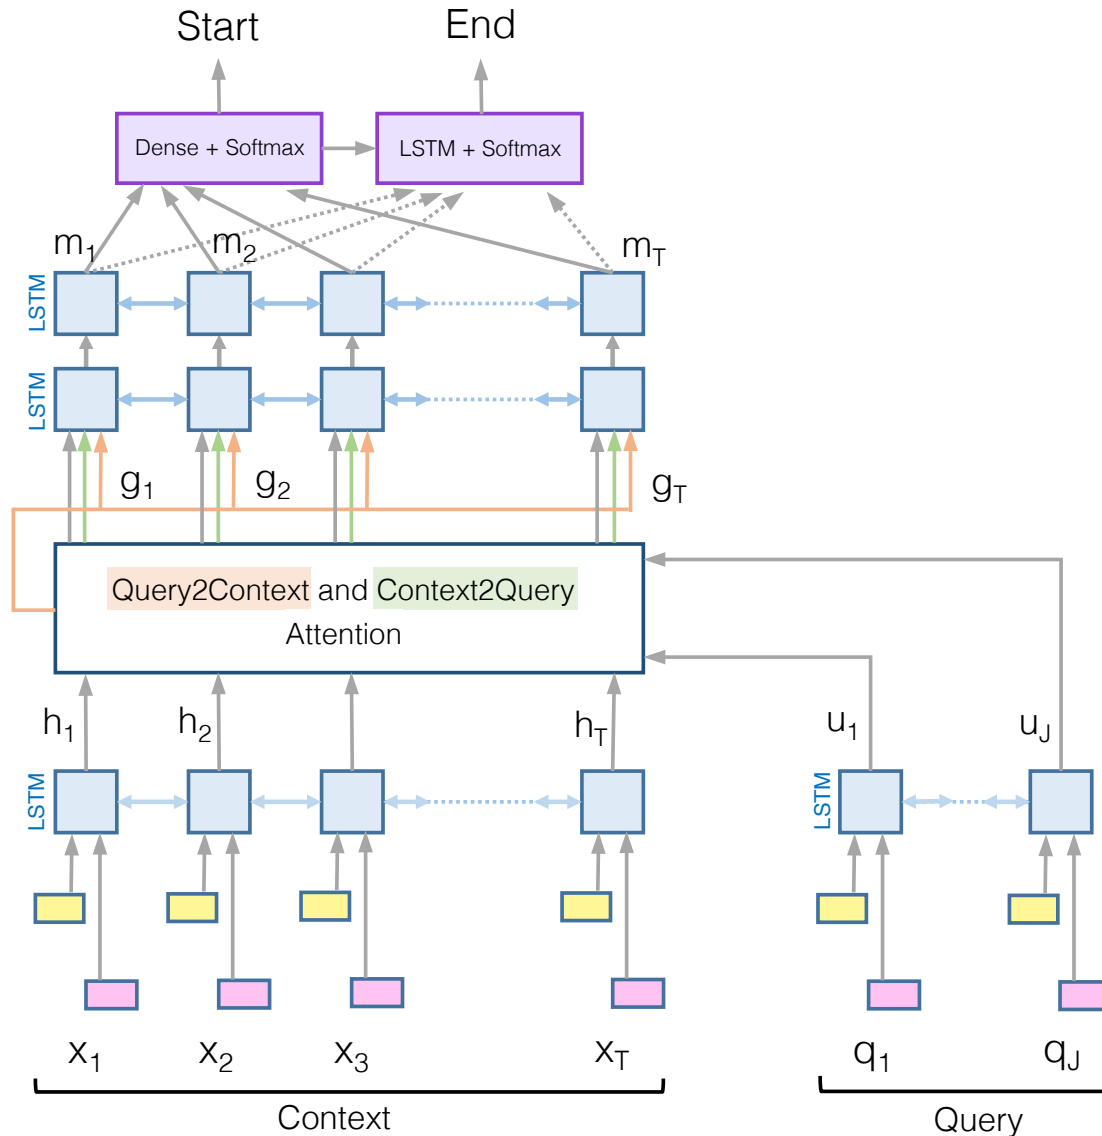 Start End
Dense + Softmax LSTM + Softmax
m1 m2 mT
LSTM
LSTM
g1 g2 gT
Query2Context and Context2Query
Attention
h1 h2 hT u1 uJ
LSTM LSTM
x1 x2 x3 xT q1 qJ
Context Query